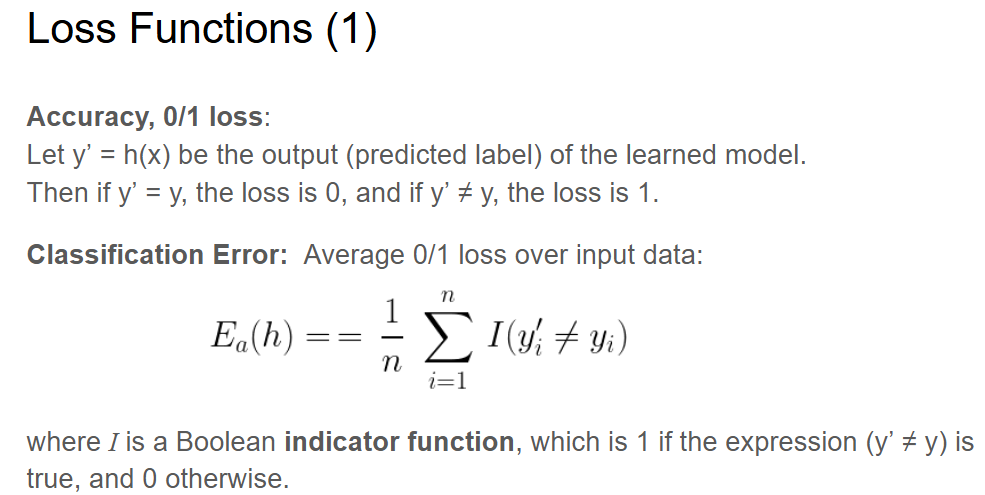 Loss Functions (1)
Accuracy, 0/1 loss:
Let y’ = h(x) be the output (predicted label) of the learned model.
Then if y’ = y, the loss is 0, and if y’ ≠ y, the loss is 1.
Classification Error: Average 0/1 loss over input data:
E_a(h) == \frac{1}{n} \sum_{i=1}^{n} I(y'_i ≠ y_i)
where I is a Boolean indicator function, which is 1 if the expression (y’ ≠ y) is
true, and 0 otherwise.